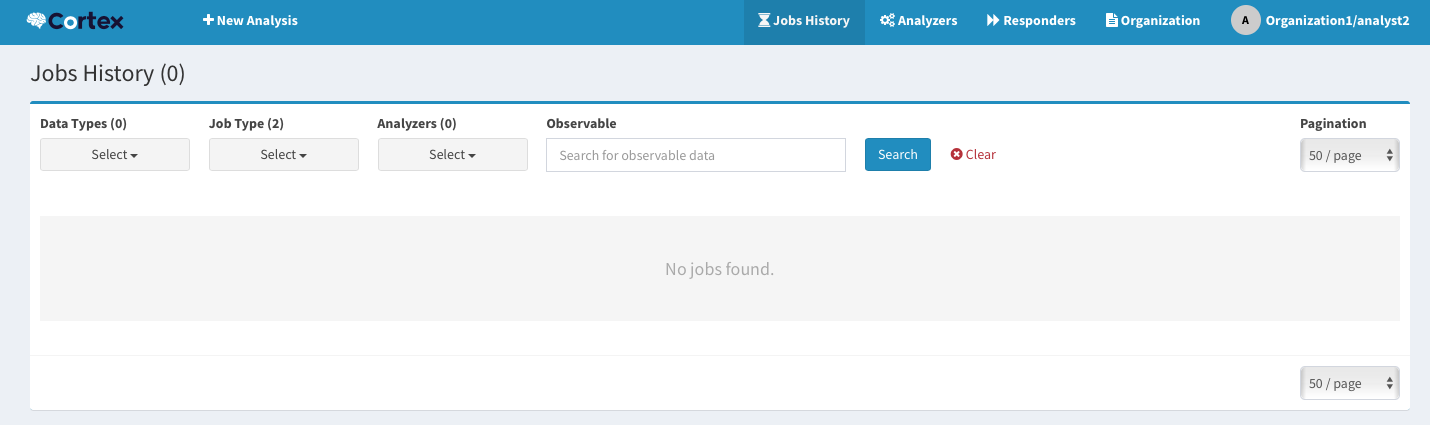 Cortex
New Analysis
Jobs History
Analyzers
Responders
Organization
A
Organization1/analyst2
Jobs History (0)
Data Types (0)
Job Type (2)
Analyzers (0)
Observable
Pagination
Select
Select
Select
Search for observable data
Search
Clear
50 / page
No jobs found.
50 / page